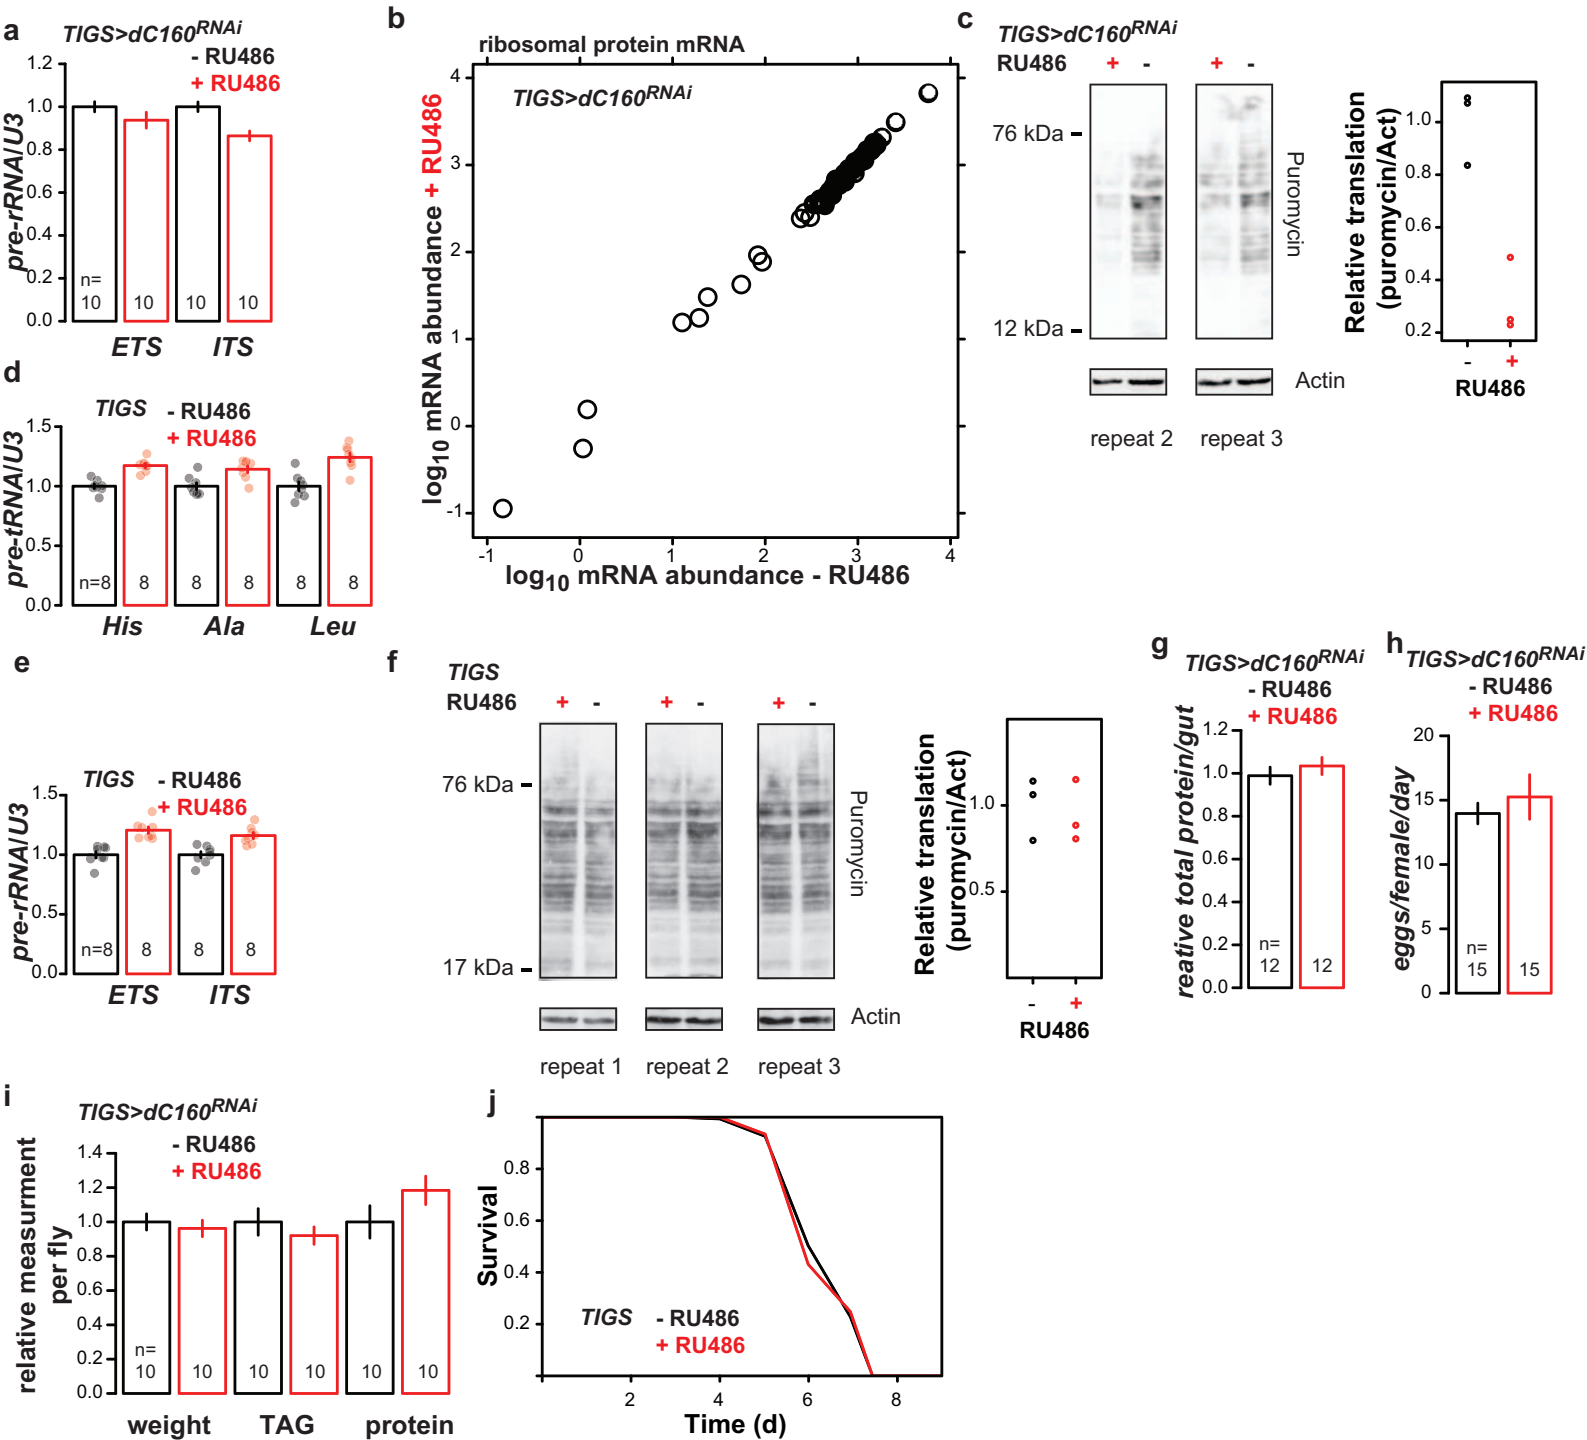 a
TIGS>dC160RNAi
- RU486
+ RU486
pre-rRNA/U3
1.2
1.0
0.8
0.6
0.4
0.2
0.0
n=
10 10 10 10
ETS ITS
b
ribosomal protein mRNA
TIGS>dC160RNAi
log10 mRNA abundance + RU486
4
3
2
1
0
-1
-1 0 1 2 3 4
log10 mRNA abundance - RU486
c
TIGS>dC160RNAi
RU486 + - + -
76 kDa
12 kDa
Puromycin
Actin
repeat 2 repeat 3
Relative translation
(puromycin/Act)
1.0
0.8
0.6
0.4
0.2
- +
RU486
d
TIGS - RU486
+ RU486
pre-tRNA/U3
1.5
1.0
0.5
0.0
n=8 8 8 8 8 8
His Ala Leu
e
TIGS - RU486
+ RU486
pre-rRNA/U3
1.5
1.0
0.5
0.0
n=8 8 8 8
ETS ITS
f
TIGS
RU486 + - + - + -
76 kDa
17 kDa
Puromycin
Actin
repeat 1 repeat 2 repeat 3
Relative translation
(puromycin/Act)
1.0
0.5
- +
RU486
g
TIGS>dC160RNAi
- RU486
+ RU486
reative total protein/gut
1.2
1.0
0.8
0.6
0.4
0.2
0.0
n=
12 12
h
TIGS>dC160RNAi
- RU486
+ RU486
eggs/female/day
20
15
10
5
0
n=
15 15
i
TIGS>dC160RNAi
- RU486
+ RU486
relative measurment
per fly
1.4
1.2
1.0
0.8
0.6
0.4
0.2
0.0
n=
10 10 10 10 10 10
weight TAG protein
j
Survival
0.8
0.6
0.4
0.2
TIGS - RU486
+ RU486
2 4 6 8
Time (d)